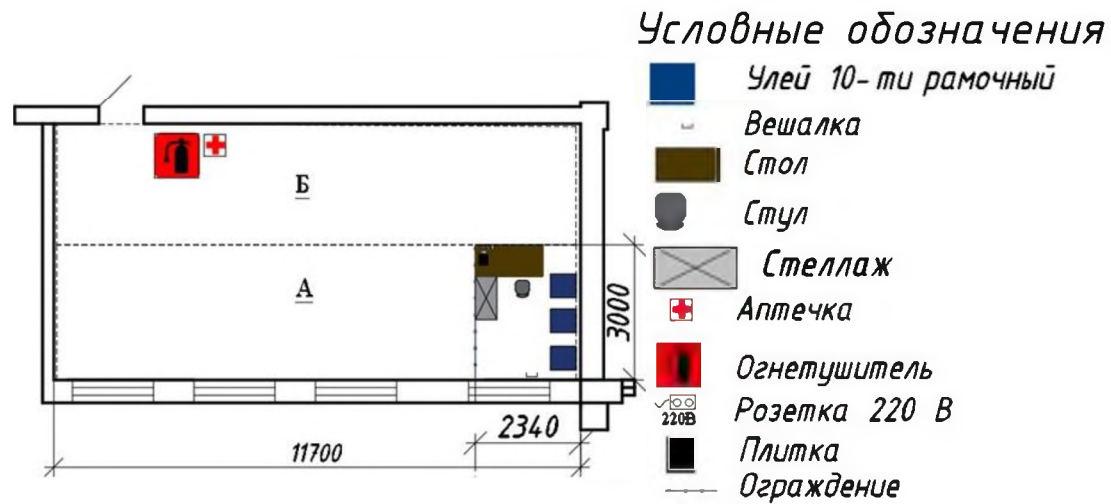 Условные обозначения
Улей 10-ти рамочный
Вешалка
Стол
Стул
Стеллаж
Аптечка
Огнетушитель
220В
Розетка 220 В
Плитка
Ограждение
Б
А
3000
2340
11700